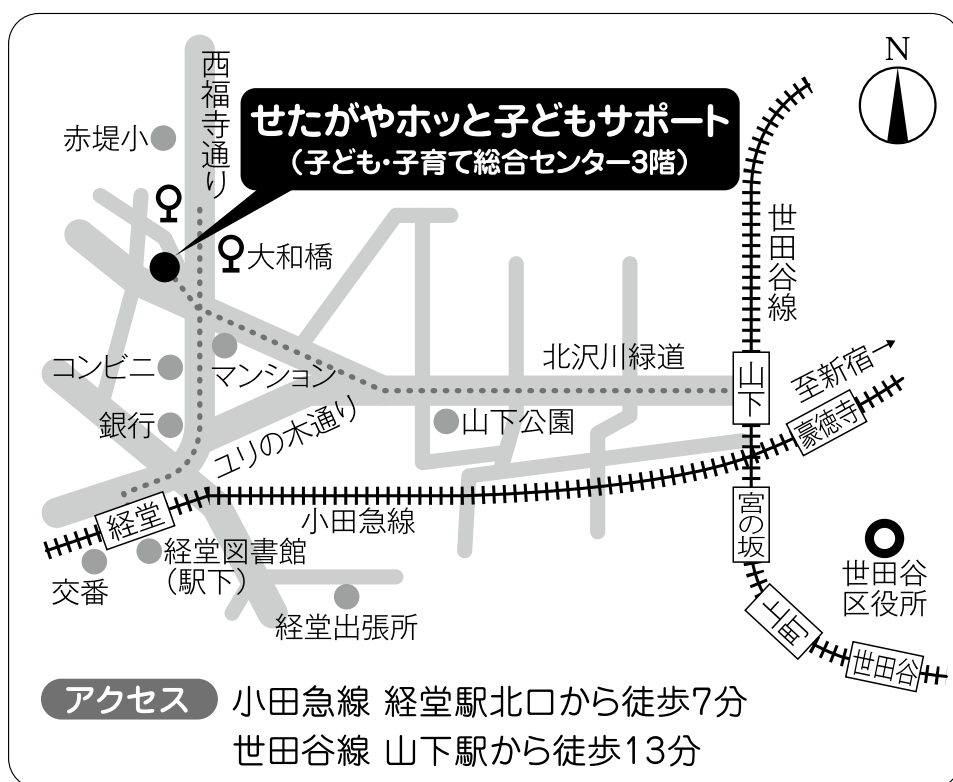 N
西福寺通り
せたがやホッと子どもサポート
（子ども・子育て総合センター3階）
赤堤小
大和橋
世田谷線
コンビニ
マンション
北沢川緑道
山下
至新宿
銀行
ユリの木通り
山下公園
豪徳寺
経堂
小田急線
宮の坂
経堂図書館
（駅下）
交番
世田谷
区役所
経堂出張所
上町
世田谷
アクセス
小田急線 経堂駅北口から徒歩7分
世田谷線 山下駅から徒歩13分